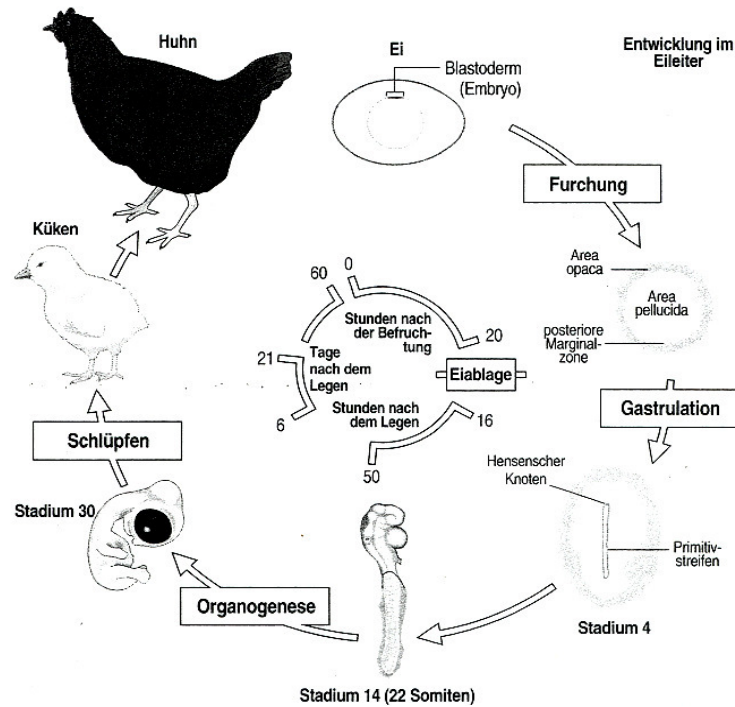 Huhn
Ei
Blastoderm
(Embryo)
Entwicklung im
Eileiter
Furchung
Küken
Area
opaca
Area
pellucida
posteriore
Marginal-
zone
60
0
Stunden nach
der Befruch-
tung
20
21
Tage
nach dem
Legen
Eiablage
6
Stunden nach
dem Legen
16
50
Gastrulation
Schlüpfen
Hensenscher
Knoten
Primitiv-
streifen
Stadium 30
Organogenese
Stadium 4
Stadium 14 (22 Somiten)